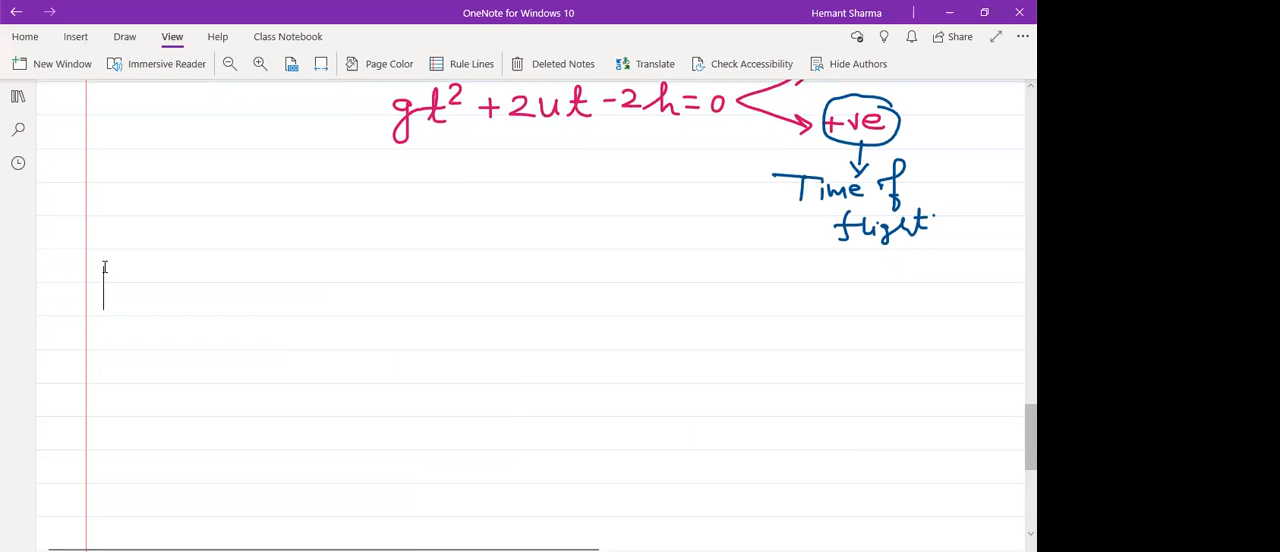 OneNote for Windows 10
Hemant Sharma
Home Insert Draw View Help Class Notebook
Share
New Window Immersive Reader Page Color Rule Lines Deleted Notes Translate Check Accessibility Hide Authors
gt² + 2ut - 2h = 0
+ve
Time of
flight